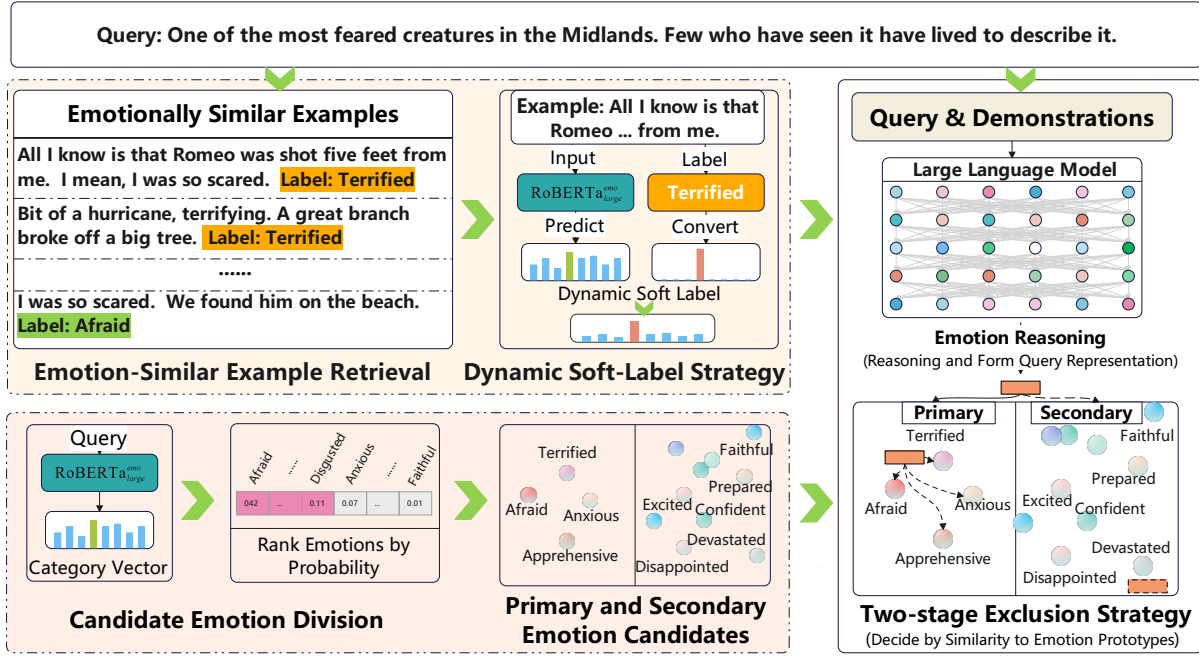 Query: One of the most feared creatures in the Midlands. Few who have seen it have lived to describe it.
Emotionally Similar Examples
All I know is that Romeo was shot five feet from
me. I mean, I was so scared. Label: Terrified
Bit of a hurricane, terrifying. A great branch
broke off a big tree. Label: Terrified
......
I was so scared. We found him on the beach.
Label: Afraid
Emotion-Similar Example Retrieval
Example: All I know is that
Romeo ... from me.
Input
Label
RoBERTa emo large
Terrified
Predict
Convert
Dynamic Soft Label
Dynamic Soft-Label Strategy
Query & Demonstrations
Large Language Model
Emotion Reasoning
(Reasoning and Form Query Representation)
Primary
Secondary
Terrified
Faithful
Prepared
Afraid
Anxious
Excited
Confident
Apprehensive
Devastated
Disappointed
Two-stage Exclusion Strategy
(Decide by Similarity to Emotion Prototypes)
Query
RoBERTa emo large
Category Vector
Afraid
.....
Disgusted
Anxious
.....
Faithful
042
...
0.11
0.07
...
0.01
Rank Emotions by
Probability
Candidate Emotion Division
Terrified
Afraid
Anxious
Apprehensive
Faithful
Prepared
Excited
Confident
Devastated
Disappointed
Primary and Secondary
Emotion Candidates